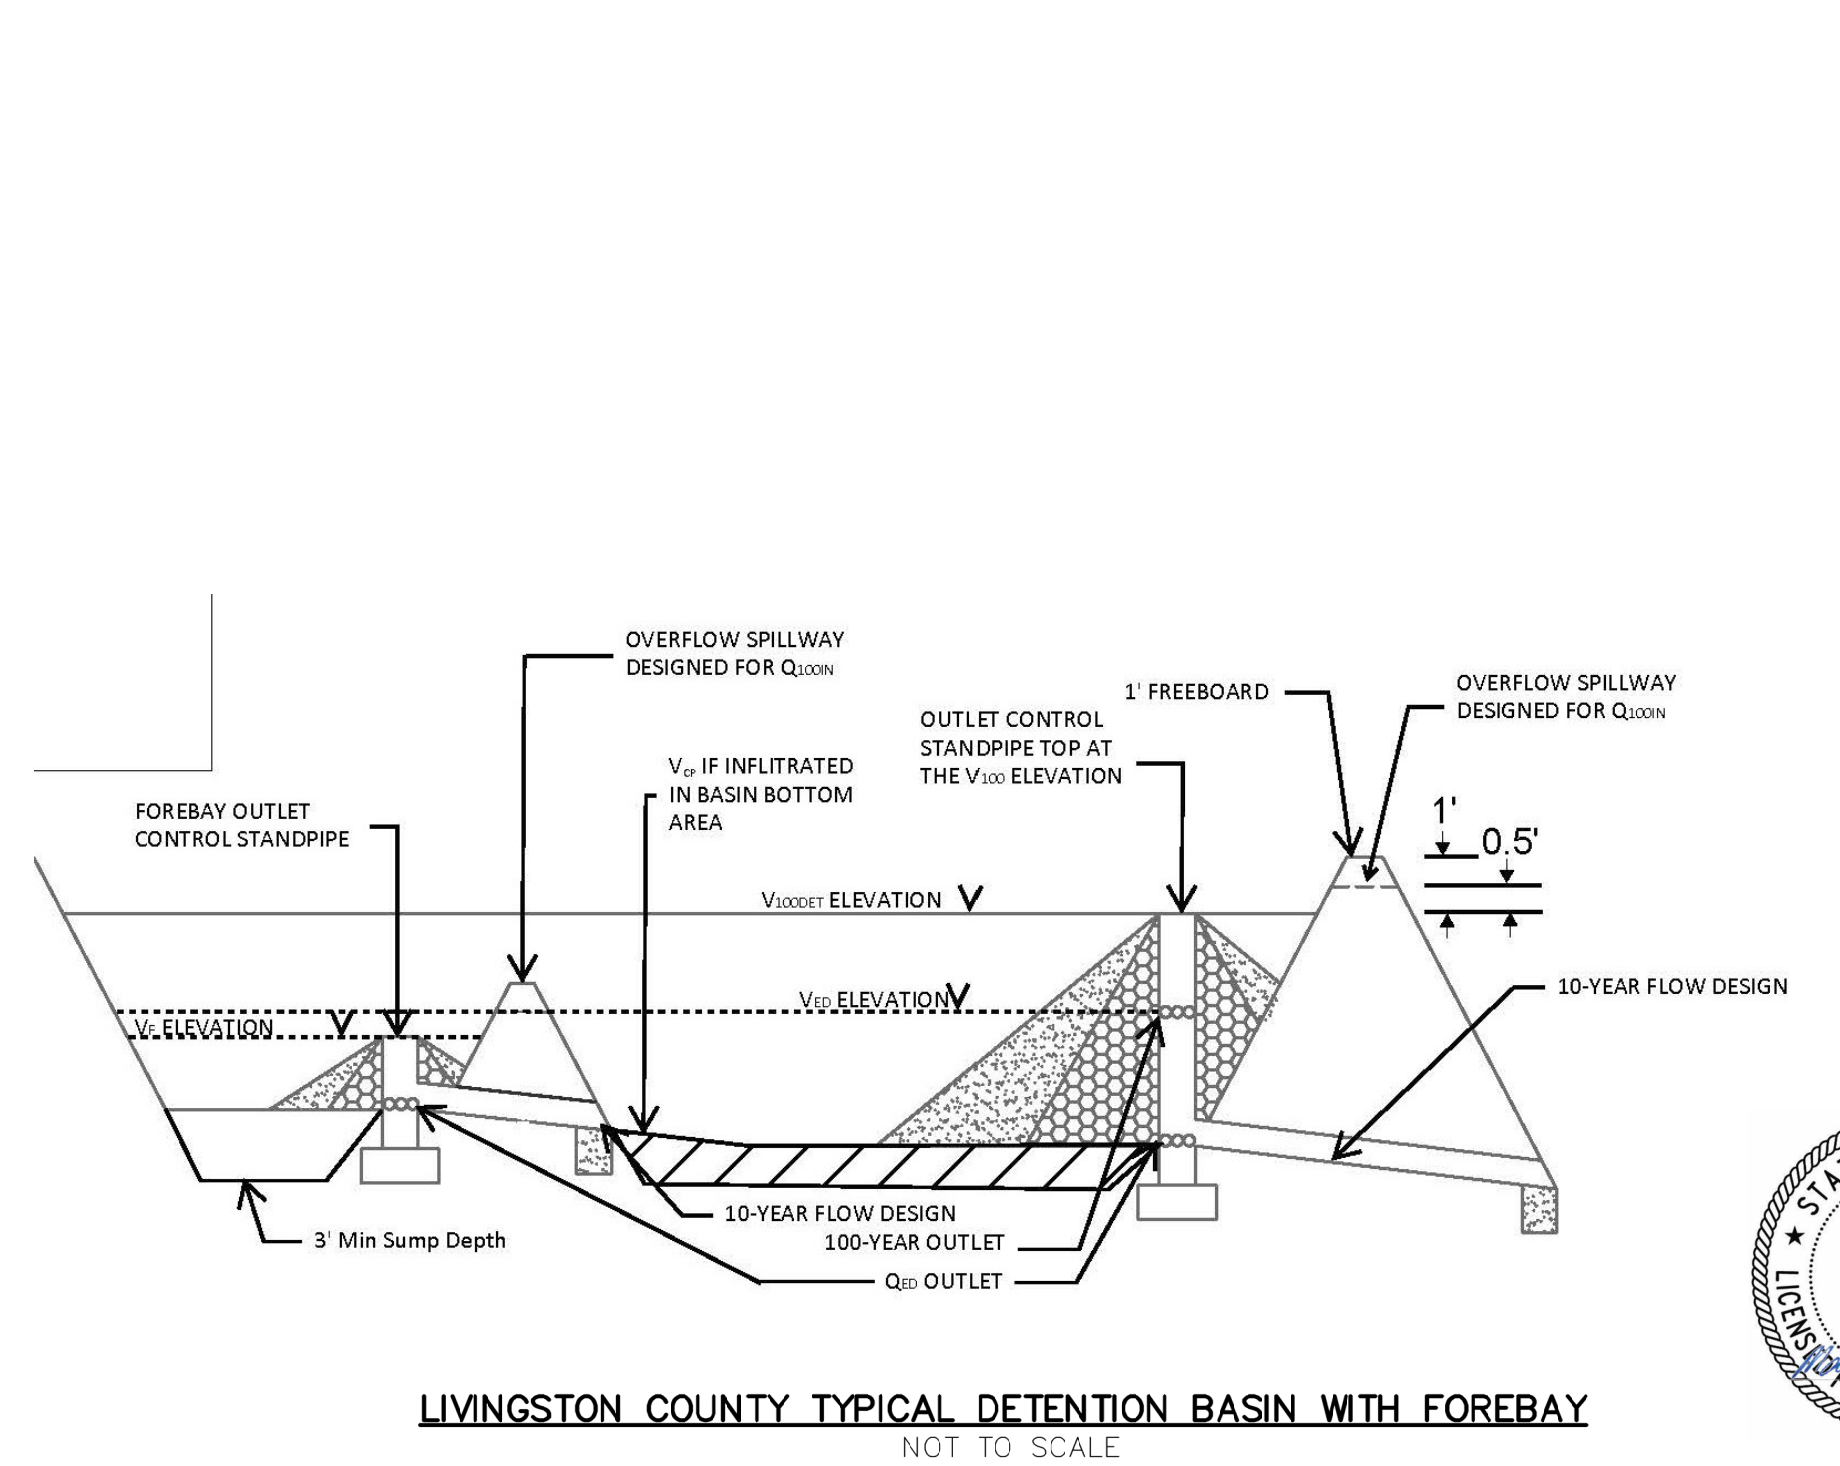 OVERFLOW SPILLWAY
DESIGNED FOR Q100IN
1' FREEBOARD
OVERFLOW SPILLWAY
DESIGNED FOR Q100IN
OUTLET CONTROL
STANDPIPE TOP AT
THE V100 ELEVATION
VCP IF INFLITRATED
IN BASIN BOTTOM
AREA
FOREBAY OUTLET
CONTROL STANDPIPE
1'
0.5'
V100DET ELEVATION
VED ELEVATION
VF ELEVATION
10-YEAR FLOW DESIGN
10-YEAR FLOW DESIGN
3' Min Sump Depth
100-YEAR OUTLET
QED OUTLET
LIVINGSTON COUNTY TYPICAL DETENTION BASIN WITH FOREBAY
NOT TO SCALE